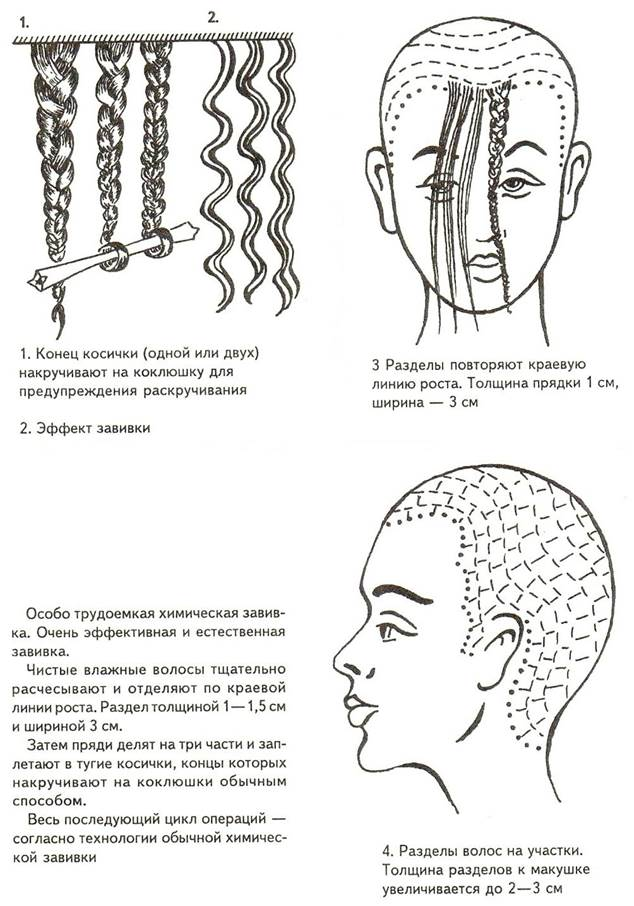 1.
2.
1. Конец косички (одной или двух)
накручивают на коклюшку для
предупреждения раскручивания
2. Эффект завивки
3 Разделы повторяют краевую
линию роста. Толщина прядки 1 см,
ширина — 3 см
Особо трудоемкая химическая завив-
ка. Очень эффективная и естественная
завивка.
Чистые влажные волосы тщательно
расчесывают и отделяют по краевой
линии роста. Раздел толщиной 1—1,5 см
и шириной 3 см.
Затем пряди делят на три части и зап-
летают в тугие косички, концы которых
накручивают на коклюшки обычным
способом.
Весь последующий цикл операций —
согласно технологии обычной химичес-
кой завивки
4. Разделы волос на участки.
Толщина разделов к макушке
увеличивается до 2—3 см